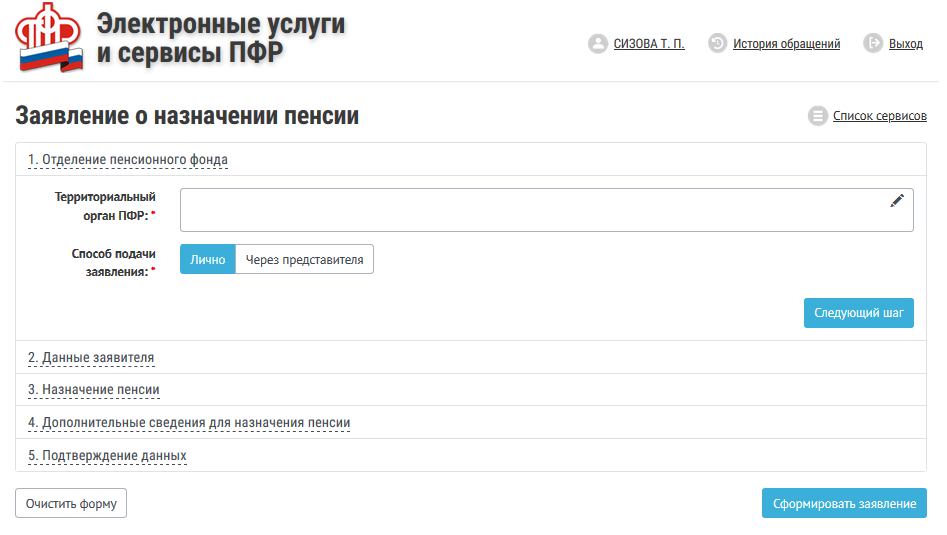 Электронные услуги
и сервисы ПФР
СИЗОВА Т. П.
История обращений
Выход
Заявление о назначении пенсии
Список сервисов
1. Отделение пенсионного фонда
Территориальный
орган ПФР: *
Способ подачи
заявления: *
Лично
Через представителя
Следующий шаг
2. Данные заявителя
3. Назначение пенсии
4. Дополнительные сведения для назначения пенсии
5. Подтверждение данных
Очистить форму
Сформировать заявление